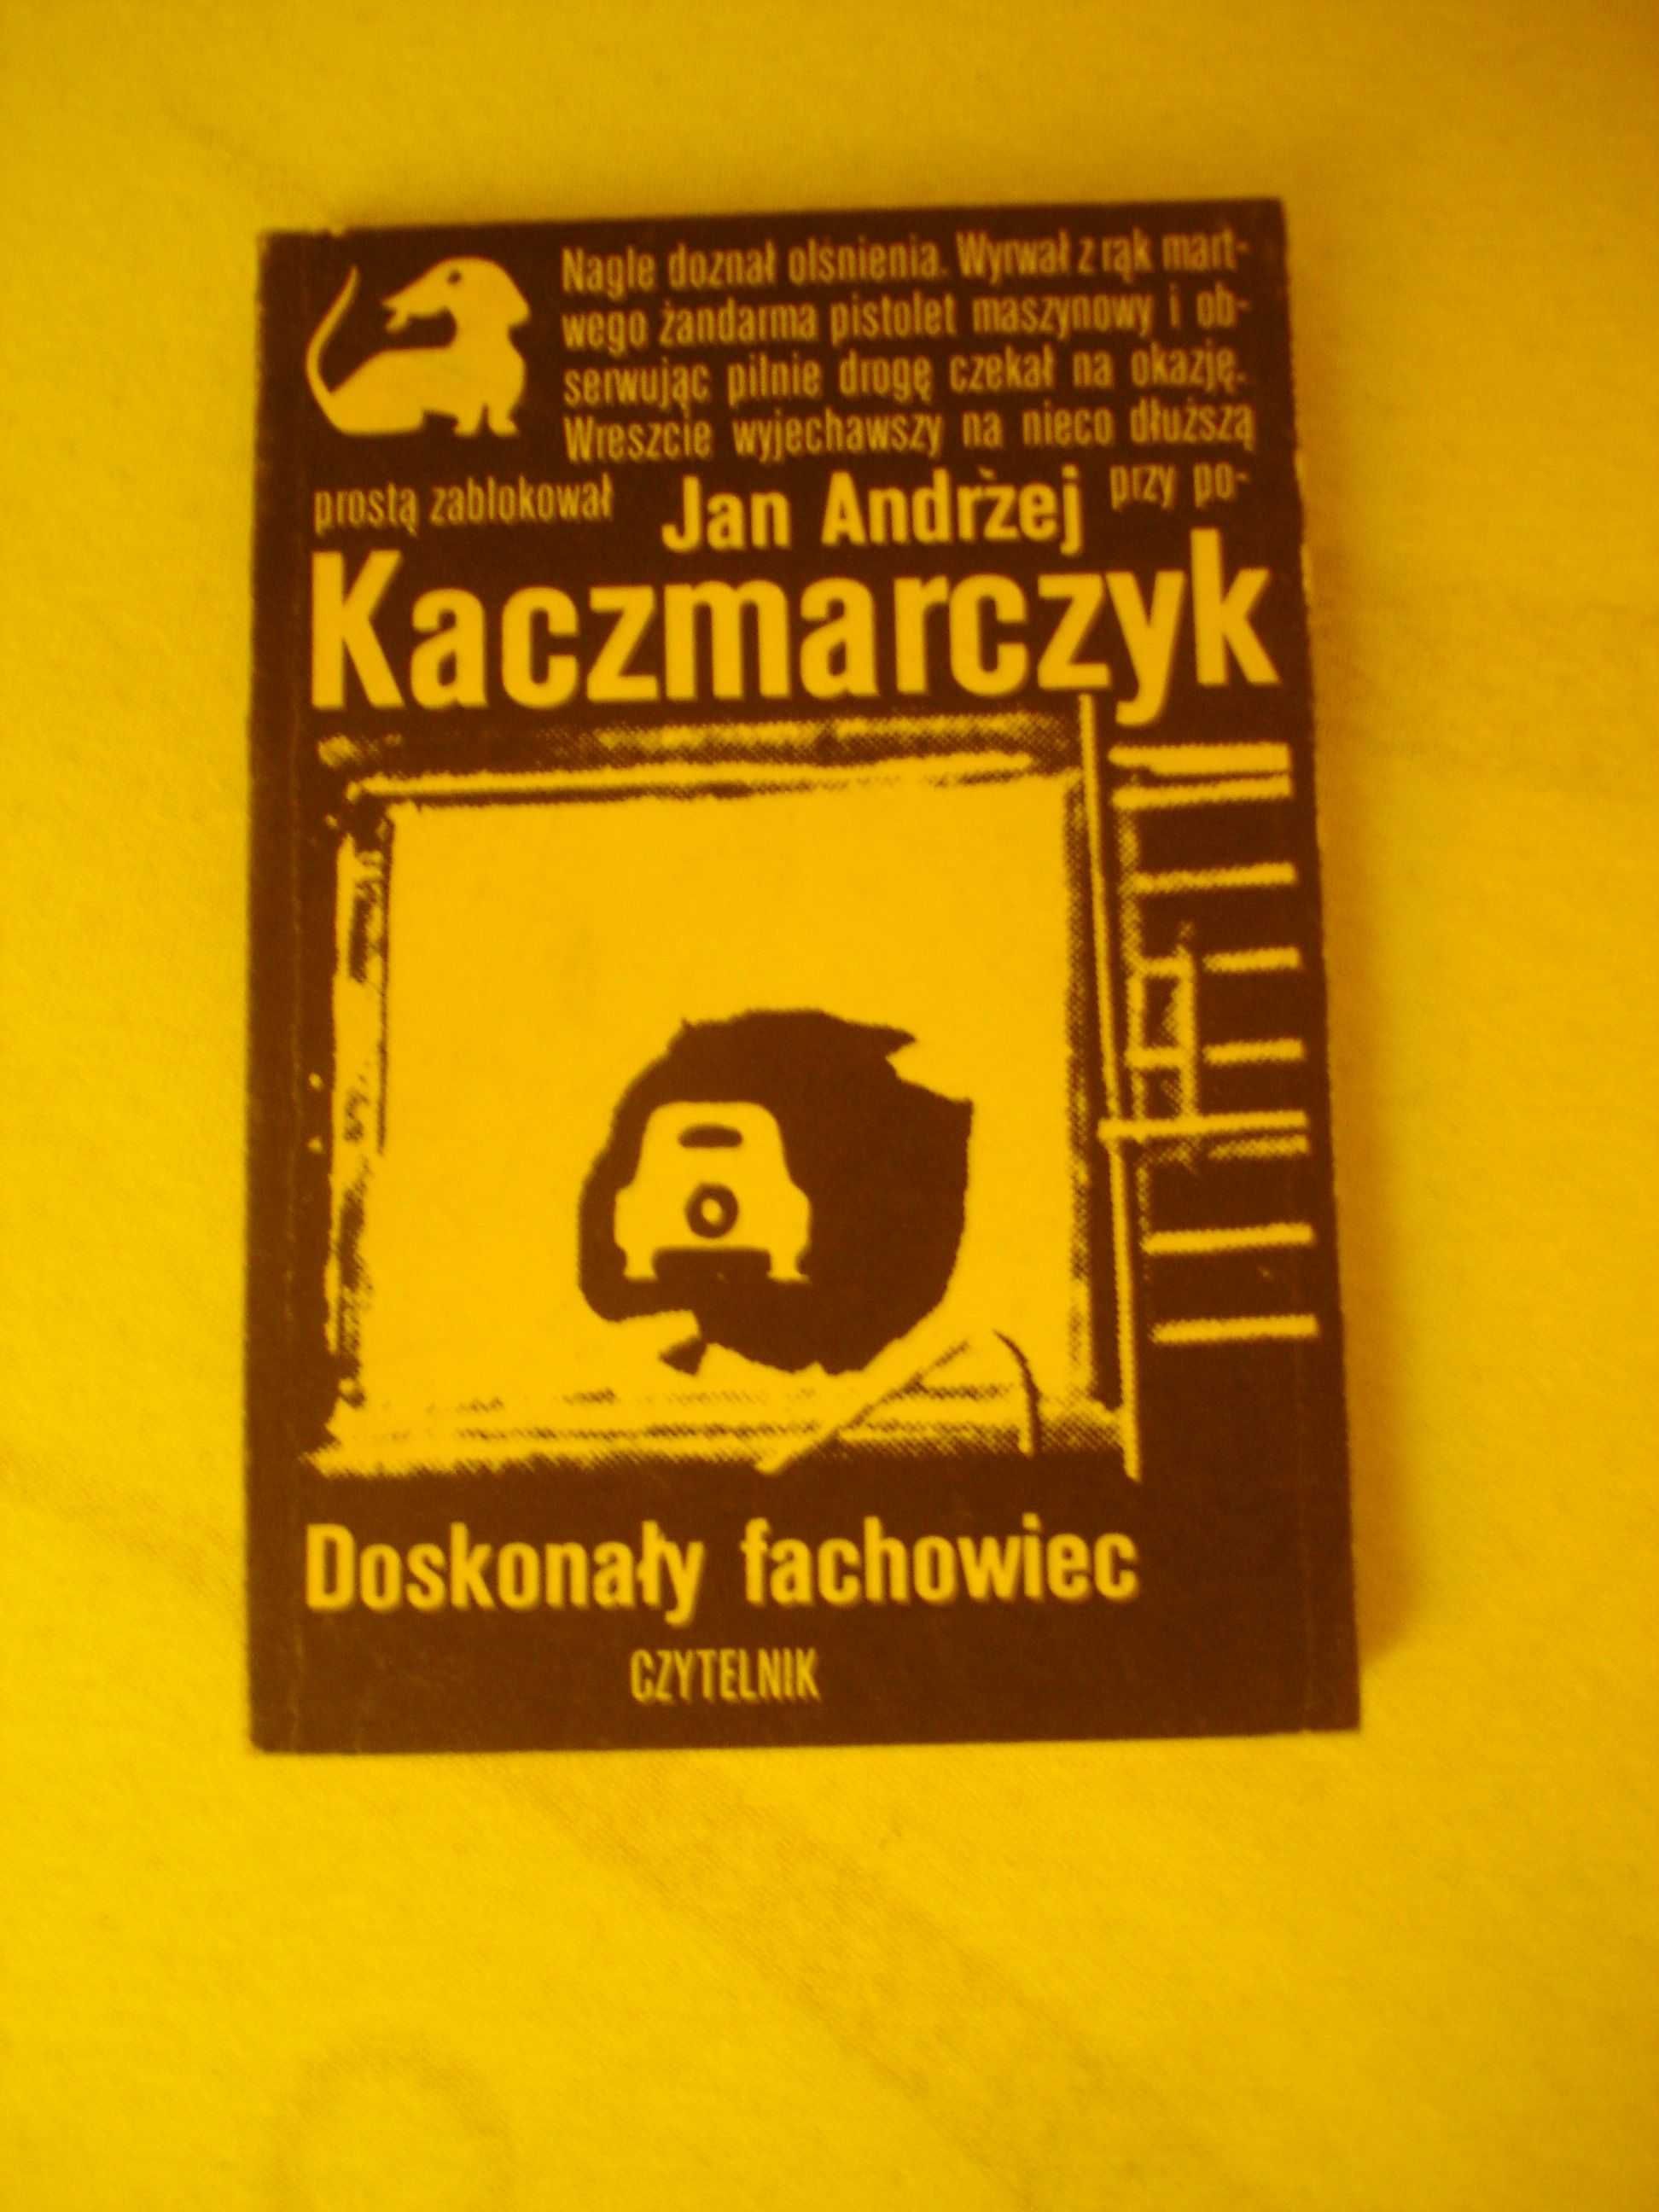 Nagle doznał olśnienia. Wyrwał z rąk mart-
wego żandarma pistolet maszynowy i ob-
serwując pilnie drogę czekał na okazję.
Wreszcie wyjechawszy na nieco dłuższą
prostą zablokował Jan Andrzej przy po-
Kaczmarczyk
Doskonały fachowiec
CZYTELNIK